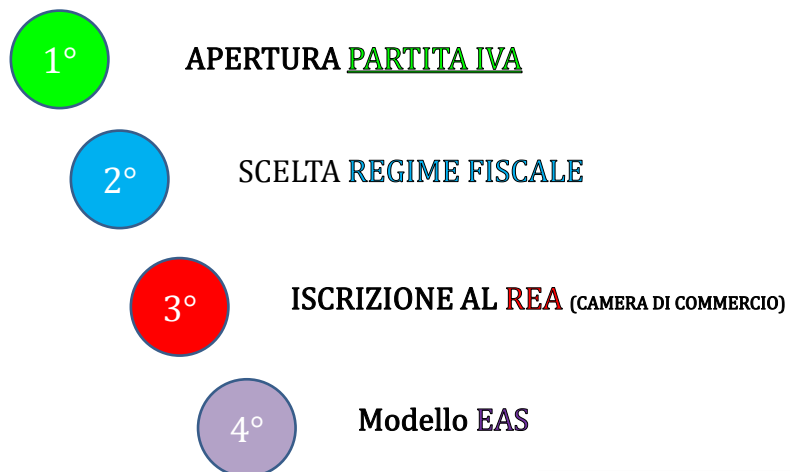 1° APERTURA PARTITA IVA
2° SCELTA REGIME FISCALE
3° ISCRIZIONE AL REA (CAMERA DI COMMERCIO)
4° Modello EAS